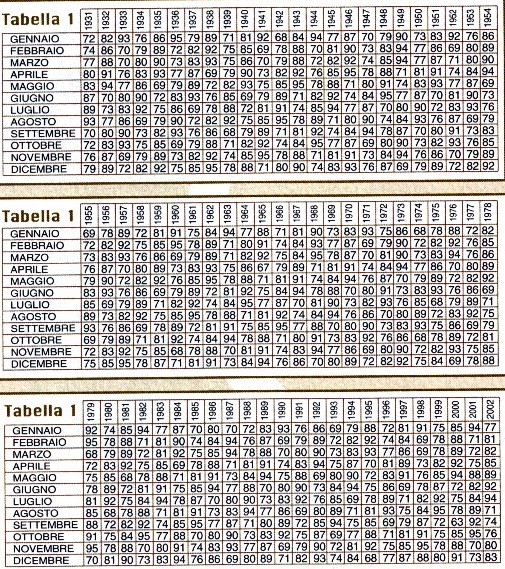 Tabella 1 1931 1932 1933 1934 1935 1936 1937 1938 1939 1940 1941 1942 1943 1944 1945 1946 1947 1948 1949 1950 1951 1952 1953 1954
GENNAIO 72 82 93 76 86 95 79 89 71 81 92 68 84 94 77 87 70 79 90 73 83 92 76 86
FEBBRAIO 74 86 70 79 89 72 82 92 75 85 69 78 88 70 81 90 73 83 94 77 86 69 80 89
MARZO 77 88 70 80 90 73 83 93 75 86 70 79 88 72 82 92 74 85 94 77 87 71 80 90
APRILE 80 91 76 83 93 77 87 69 79 90 73 82 92 76 85 95 78 88 71 81 91 74 84 94
MAGGIO 83 94 77 86 69 79 89 72 82 93 75 85 95 78 88 71 80 91 74 83 93 77 87 69
GIUGNO 87 70 80 90 72 83 93 76 85 69 79 89 71 82 92 74 84 95 77 87 70 81 90 73
LUGLIO 89 73 83 92 75 86 69 78 88 72 81 91 74 85 94 77 87 70 80 90 72 83 93 76
AGOSTO 93 77 86 69 79 90 72 82 92 75 85 95 78 89 71 80 90 74 84 93 76 87 69 79
SETTEMBRE 70 80 90 73 82 93 76 86 68 79 89 71 81 92 74 84 94 78 87 70 80 91 73 83
OTTOBRE 72 83 93 75 85 69 79 88 71 82 92 74 84 95 77 87 69 80 90 73 82 93 76 85
NOVEMBRE 76 87 69 79 89 73 82 92 74 85 95 78 88 71 81 91 73 84 94 76 86 70 79 89
DICEMBRE 79 89 72 82 92 75 85 95 78 88 71 80 90 74 83 93 76 87 69 79 89 72 82 92
Tabella 1 1955 1956 1957 1958 1959 1960 1961 1962 1963 1964 1965 1966 1967 1968 1969 1970 1971 1972 1973 1974 1975 1976 1977 1978
GENNAIO 69 78 89 72 81 91 75 84 94 77 88 71 81 90 73 83 93 75 86 68 78 88 72 82
FEBBRAIO 72 82 92 75 85 95 78 89 71 80 91 74 84 93 77 87 69 79 90 72 82 92 76 85
MARZO 73 83 93 76 86 69 79 89 71 82 92 75 84 95 78 87 70 81 90 73 83 94 76 86
APRILE 76 87 70 80 89 73 83 93 75 86 67 79 89 71 81 91 74 84 94 77 86 70 80 89
MAGGIO 79 90 72 82 92 76 85 95 78 88 71 81 91 74 84 94 76 87 70 79 89 72 82 92
GIUGNO 83 93 76 86 69 79 89 72 81 92 75 84 94 78 88 70 80 91 73 83 93 76 86 69
LUGLIO 85 69 79 89 71 82 92 74 84 95 77 87 70 81 90 73 82 93 76 85 68 79 89 71
AGOSTO 89 73 82 92 75 85 95 78 88 71 81 92 74 84 94 76 86 70 80 89 72 83 92 75
SETTEMBRE 93 76 86 69 78 89 72 81 91 75 85 95 77 88 70 80 90 73 83 93 75 86 69 79
OTTOBRE 69 79 89 71 81 92 74 84 94 78 88 71 80 91 73 83 92 76 86 68 78 89 72 81
NOVEMBRE 72 83 92 75 85 68 78 88 70 81 91 74 83 94 77 86 69 80 90 72 82 93 75 85
DICEMBRE 75 85 95 78 87 71 81 91 73 84 94 76 86 70 80 89 72 82 92 75 84 69 78 88
Tabella 1 1979 1980 1981 1982 1983 1984 1985 1986 1987 1988 1989 1990 1991 1992 1993 1994 1995 1996 1997 1998 1999 2000 2001 2002
GENNAIO 92 74 85 94 77 87 70 80 70 72 83 93 76 86 69 79 88 72 81 91 75 85 94 77
FEBBRAIO 95 78 88 71 81 90 74 84 94 76 87 69 79 89 72 82 92 74 84 69 78 88 71 81
MARZO 68 79 89 72 81 92 75 85 94 78 88 70 80 90 73 83 93 77 86 69 78 89 72 82
APRILE 72 83 92 75 85 69 78 88 71 81 91 74 83 94 75 87 70 81 89 73 82 92 75 85
MAGGIO 75 85 68 78 88 71 81 91 73 84 94 75 88 69 80 90 72 83 92 76 85 94 88 89
GIUGNO 78 89 72 81 91 75 85 94 77 88 70 80 90 73 84 94 75 86 69 78 87 72 82 92
LUGLIO 81 92 75 84 94 78 87 70 80 90 73 83 92 76 85 69 78 89 71 82 92 75 84 94
AGOSTO 85 68 78 88 71 81 91 73 83 94 77 86 69 80 89 71 81 93 75 84 95 78 89 71
SETTEMBRE 88 72 82 92 74 85 95 77 87 71 80 89 72 85 94 75 85 69 79 87 72 63 92 74
OTTOBRE 91 75 84 95 77 88 70 80 90 73 83 92 75 87 69 77 88 72 81 91 75 85 95 76
NOVEMBRE 95 78 88 70 80 91 74 83 93 77 87 69 79 90 72 81 92 75 85 95 78 88 70 80
DICEMBRE 70 81 90 73 83 94 76 86 69 80 89 71 82 93 74 84 68 77 87 88 80 91 73 83